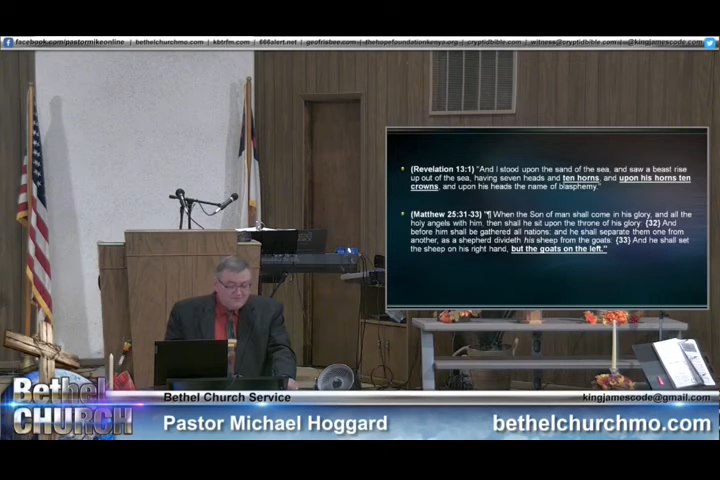 facebook.com/pastormikeonline | bethelchurchmo.com | kbtrfm.com | 666alert.net | geofrisbee.com | thehopefoundationkenya.org | cryptidbible.com | witness@cryptidbible.com | @kingjamescode.com
(Revelation 13:1) "And I stood upon the sand of the sea, and saw a beast rise
up out of the sea, having seven heads and ten horns, and upon his horns ten
crowns, and upon his heads the name of blasphemy."
(Matthew 25:31-33) "¶ When the Son of man shall come in his glory, and all the
holy angels with him, then shall he sit upon the throne of his glory: {32} And
before him shall be gathered all nations: and he shall separate them one from
another, as a shepherd divideth his sheep from the goats: {33} And he shall set
the sheep on his right hand, but the goats on the left."
Bethel
CHURCH
Bethel Church Service
kingjamescode@gmail.com
Pastor Michael Hoggard
bethelchurchmo.com